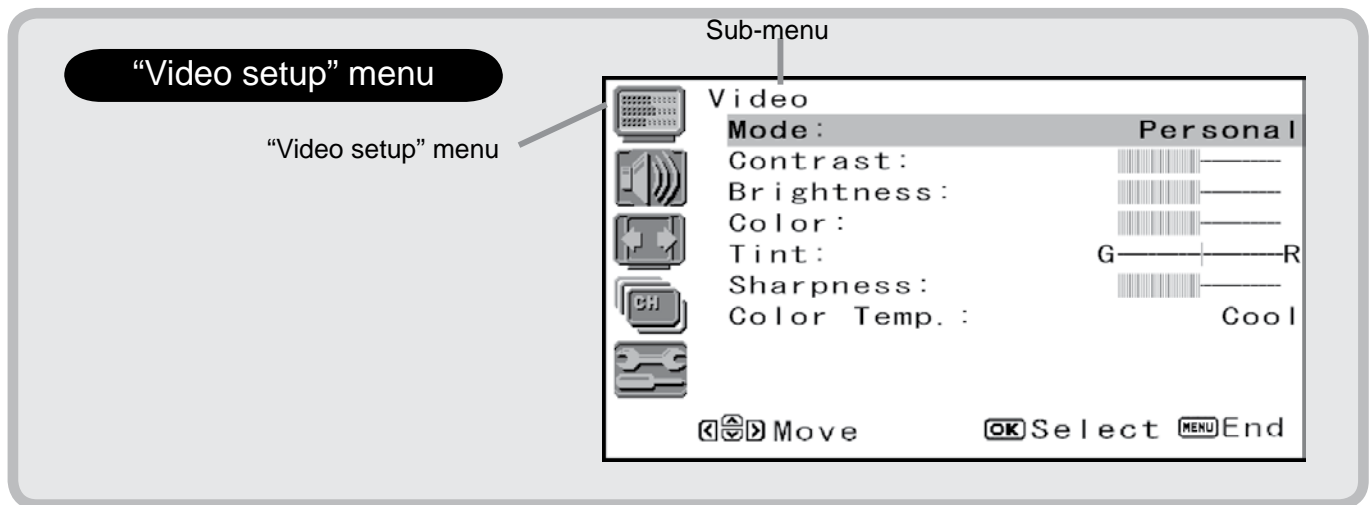 Sub-menu
“Video setup” menu
“Video setup” menu
Video
Mode: Personal
Contrast:
Brightness:
Color:
Tint: G R
Sharpness:
Color Temp.: Cool
CH
Move OK Select MENU End